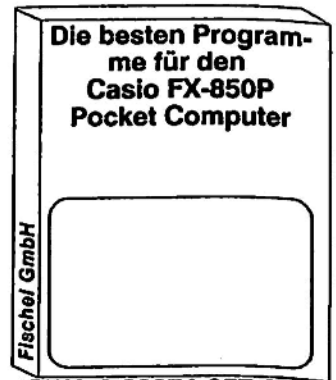 Die besten Program-
me für den
Casio FX-850P
Pocket Computer
Fischel GmbH